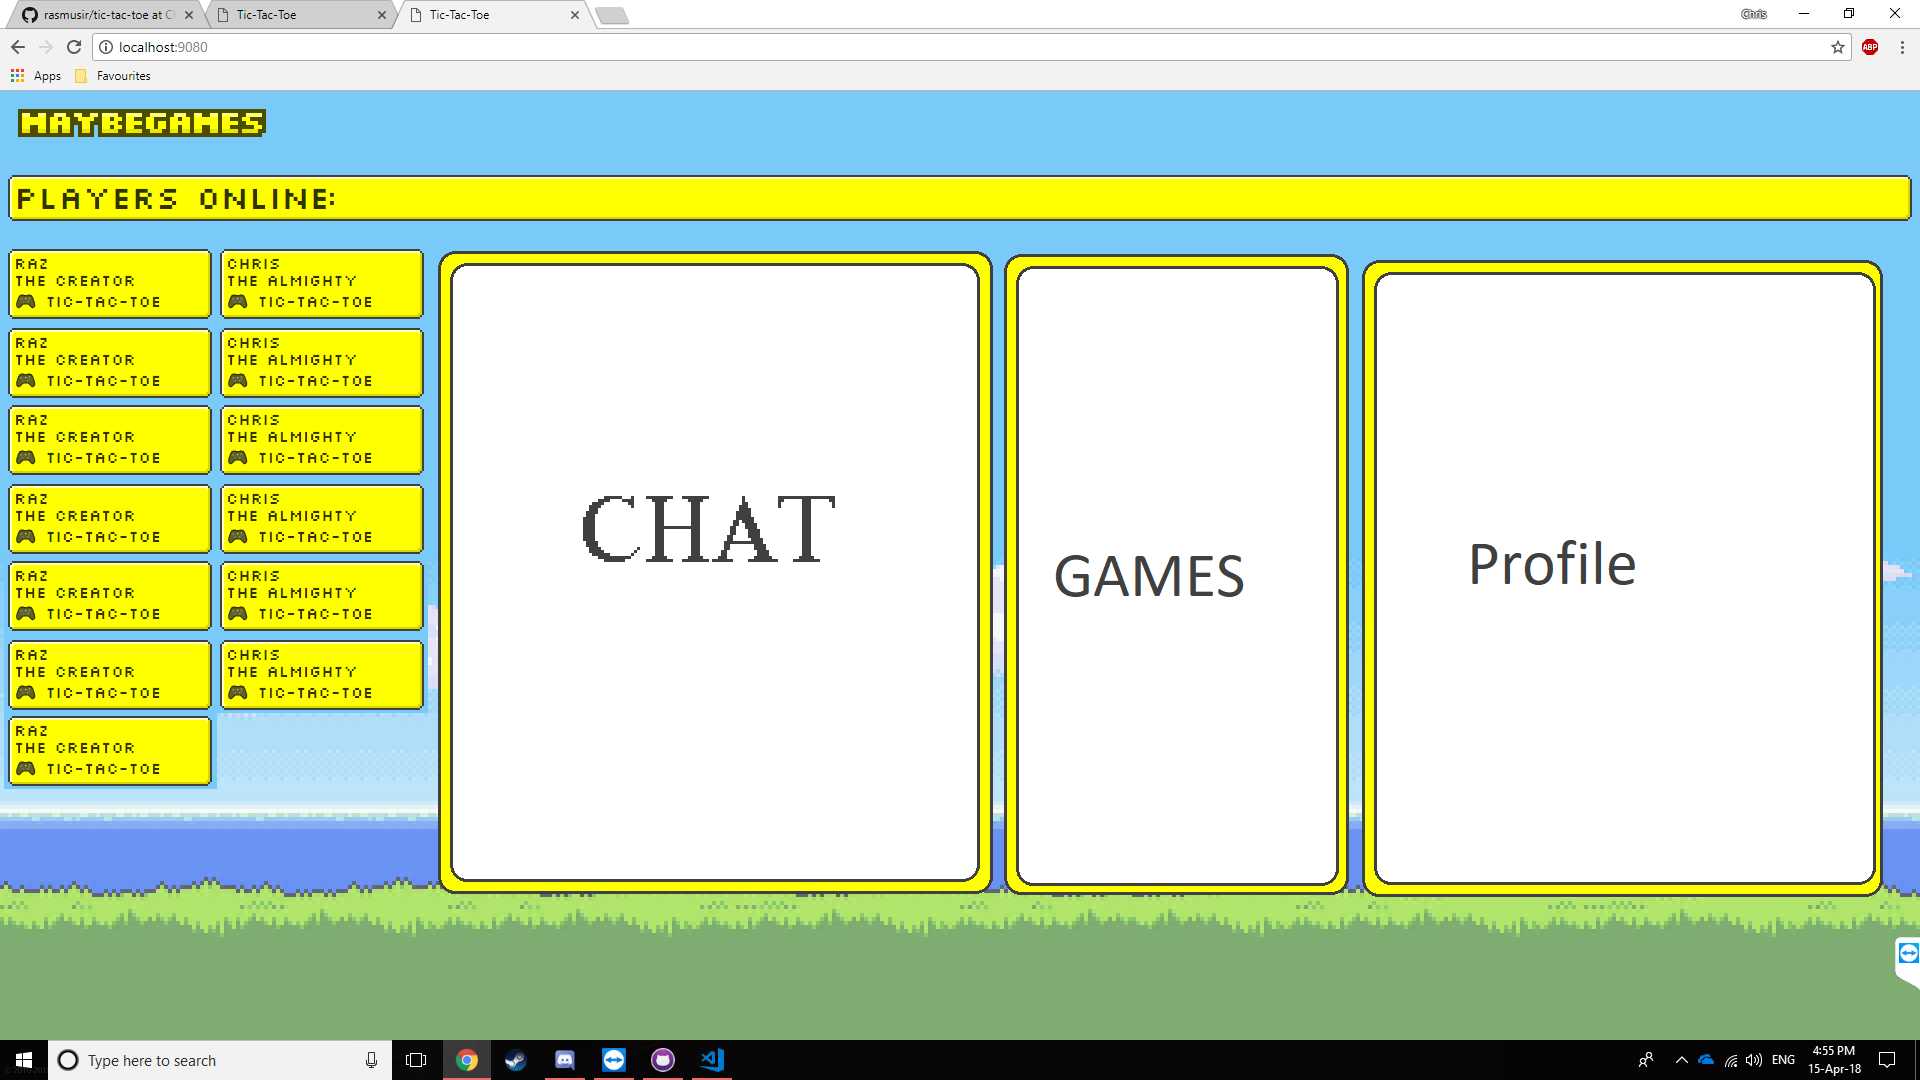 rasmusir/tic-tac-toe at C
Tic-Tac-Toe
Tic-Tac-Toe
Chris
localhost:9080
ABP
Apps
Favourites
MAYBEGAMES
PLAYERS ONLINE:
RAZ
THE CREATOR
TIC-TAC-TOE
CHRIS
THE ALMIGHTY
TIC-TAC-TOE
RAZ
THE CREATOR
TIC-TAC-TOE
CHRIS
THE ALMIGHTY
TIC-TAC-TOE
RAZ
THE CREATOR
TIC-TAC-TOE
CHRIS
THE ALMIGHTY
TIC-TAC-TOE
RAZ
THE CREATOR
TIC-TAC-TOE
CHRIS
THE ALMIGHTY
TIC-TAC-TOE
RAZ
THE CREATOR
TIC-TAC-TOE
CHRIS
THE ALMIGHTY
TIC-TAC-TOE
RAZ
THE CREATOR
TIC-TAC-TOE
CHRIS
THE ALMIGHTY
TIC-TAC-TOE
RAZ
THE CREATOR
TIC-TAC-TOE
CHAT
GAMES
Profile
Type here to search
ENG
4:55 PM
15-Apr-18